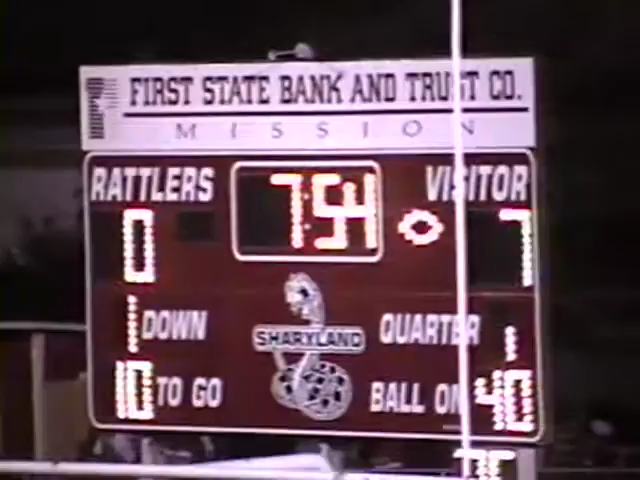 FIRST STATE BANK AND TRUST CO.
MISSION
RATTLERS 7:54 VISITOR
0 7
1 DOWN QUARTER 1
SHARYLAND
10 TO GO BALL ON 40